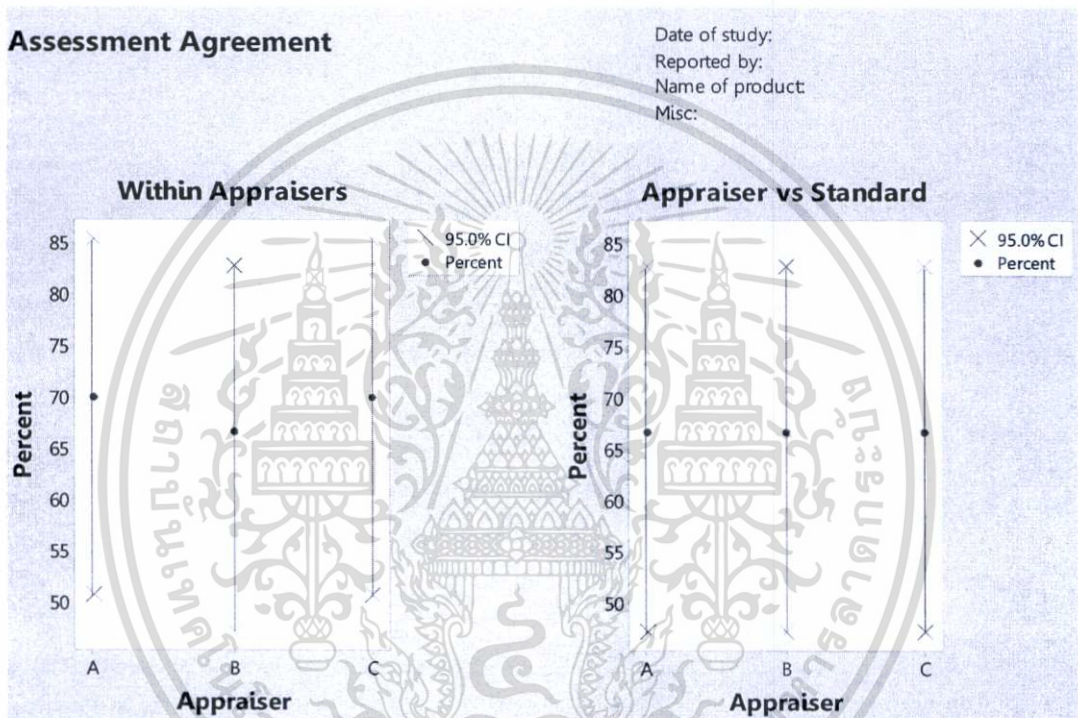 Assessment Agreement
Date of study:
Reported by:
Name of product:
Misc:
Within Appraisers
85
80
75
70
65
60
55
50
Percent
A B C
Appraiser
95.0% CI
Percent
Appraiser vs Standard
85
80
75
70
65
60
55
50
Percent
A B C
Appraiser
95.0% CI
Percent